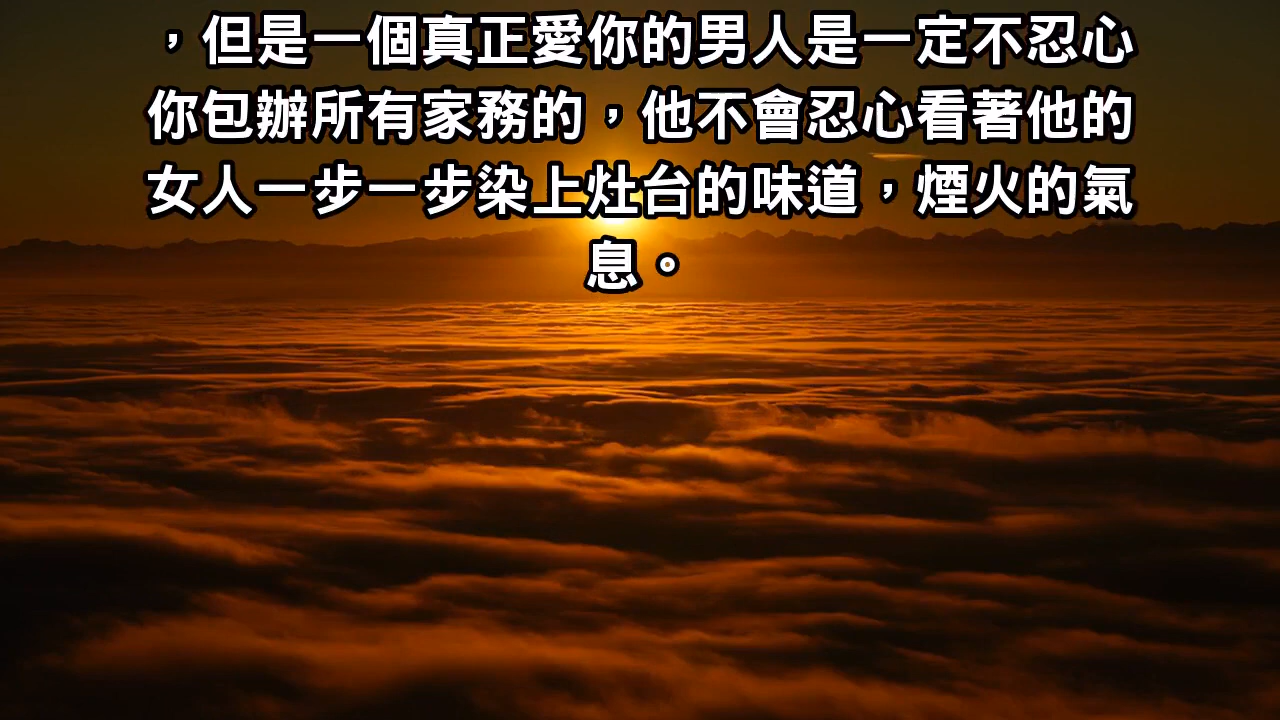 ，但是一個真正愛你的男人是一定不忍心
你包辦所有家務的，他不會忍心看著他的
女人一步一步染上灶台的味道，煙火的氣
息。